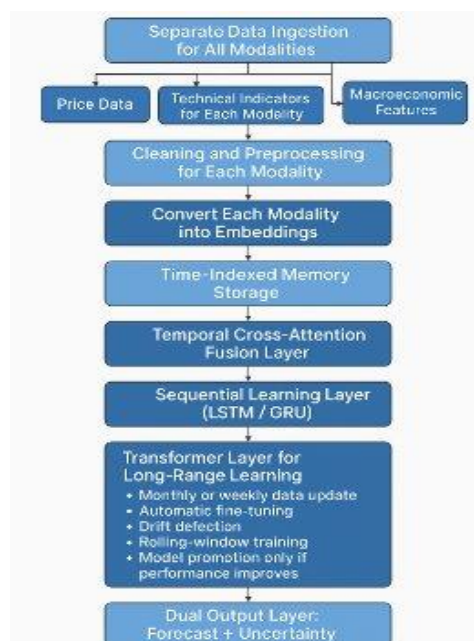 Separate Data Ingestion
for All Modalities
Price Data
Technical Indicators
for Each Modality
Macroeconomic
Features
Cleaning and Preprocessing
for Each Modality
Convert Each Modality
into Embeddings
Time-Indexed Memory
Storage
Temporal Cross-Attention
Fusion Layer
Sequential Learning Layer
(LSTM / GRU)
Transformer Layer for
Long-Range Learning
• Monthly or weekly data update
• Automatic fine-tuning
• Drift defection
• Rolling-window training
• Model promotion only if
performance improves
Dual Output Layer:
Forecast + Uncertainty